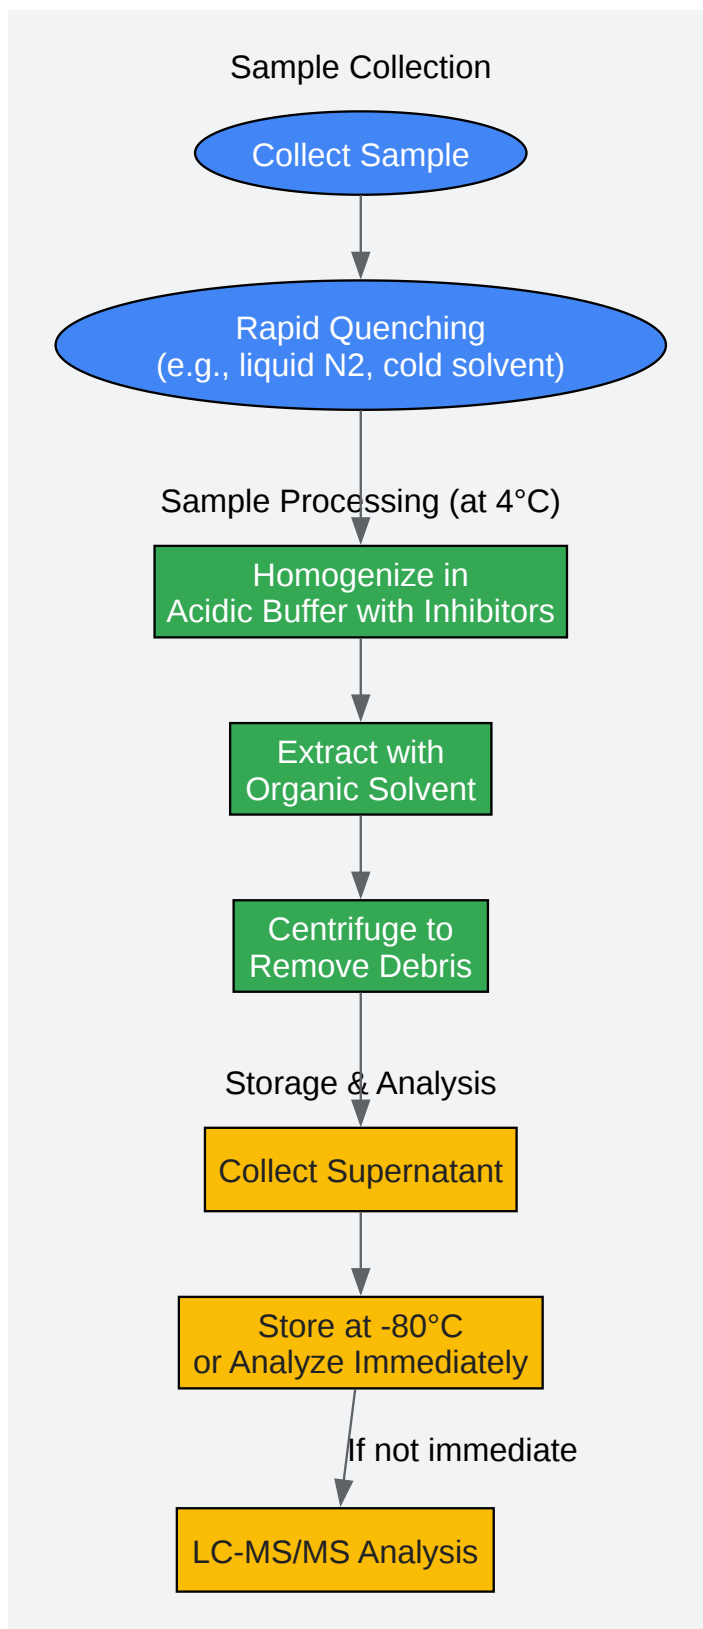 Sample Collection
Collect Sample
Rapid Quenching
(e.g., liquid N2, cold solvent)
Sample Processing (at 4°C)
Homogenize in
Acidic Buffer with Inhibitors
Extract with
Organic Solvent
Centrifuge to
Remove Debris
Storage & Analysis
Collect Supernatant
Store at -80°C
or Analyze Immediately
If not immediate
LC-MS/MS Analysis